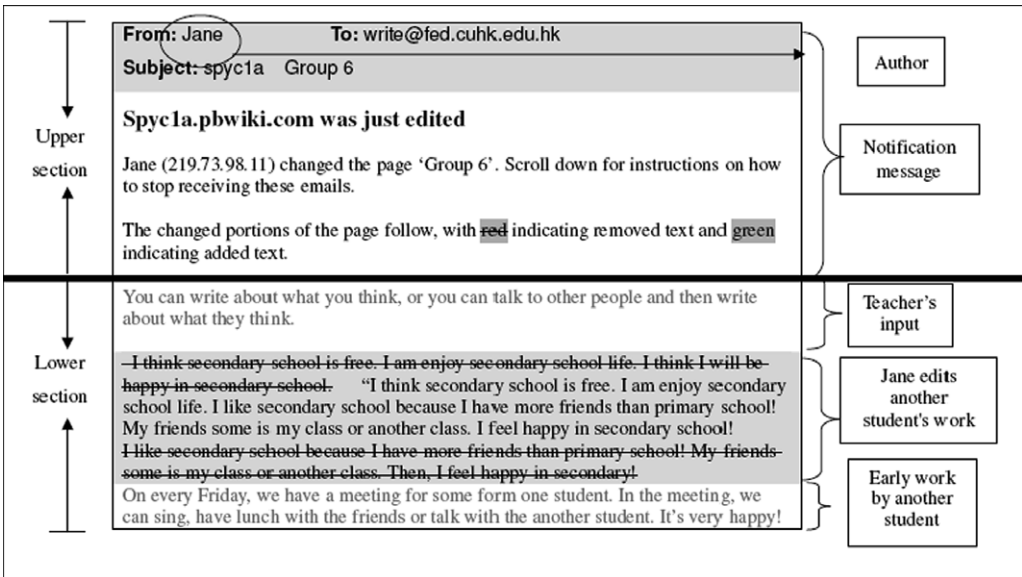 From: Jane To: write@fed.cuhk.edu.hk
Subject: spyc1a Group 6
Author
Spyc1a.pbwiki.com was just edited
Upper
section
Notification
message
Jane (219.73.98.11) changed the page ‘Group 6’. Scroll down for instructions on how
to stop receiving these emails.
The changed portions of the page follow, with red indicating removed text and green
indicating added text.
You can write about what you think, or you can talk to other people and then write
about what they think.
Teacher’s
input
Lower
section
I think secondary school is free. I am enjoy secondary school life. I think I will be
happy in secondary school. “I think secondary school is free. I am enjoy secondary
school life. I like secondary school because I have more friends than primary school!
My friends some is my class or another class. I feel happy in secondary school!
I like secondary school because I have more friends than primary school! My friends
some is my class or another class. Then, I feel happy in secondary!
Jane edits
another
student's work
On every Friday, we have a meeting for some form one student. In the meeting, we
can sing, have lunch with the friends or talk with the another student. It’s very happy!
Early work
by another
student